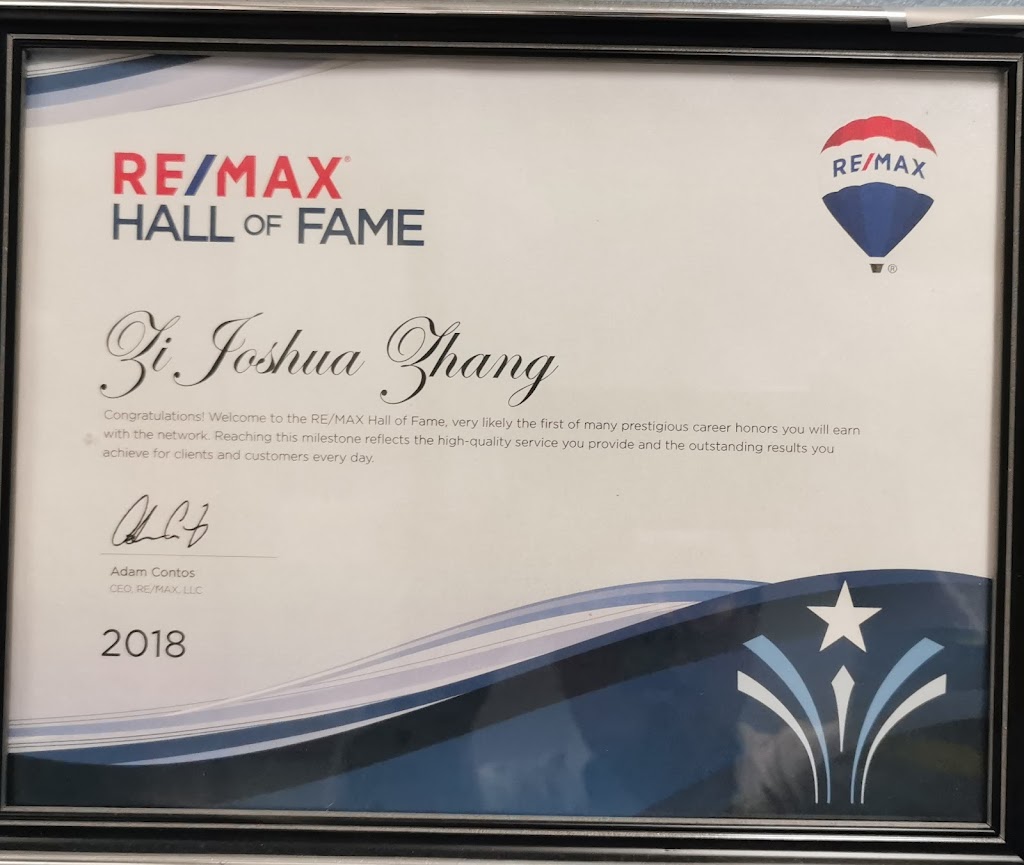 RE/MAX®
HALL OF FAME
RE/MAX
®
Zi Joshua Zhang
Congratulations! Welcome to the RE/MAX Hall of Fame, very likely the first of many prestigious career honors you will earn
with the network. Reaching this milestone reflects the high-quality service you provide and the outstanding results you
achieve for clients and customers every day.
Adam Contos
CEO, RE/MAX, LLC
2018